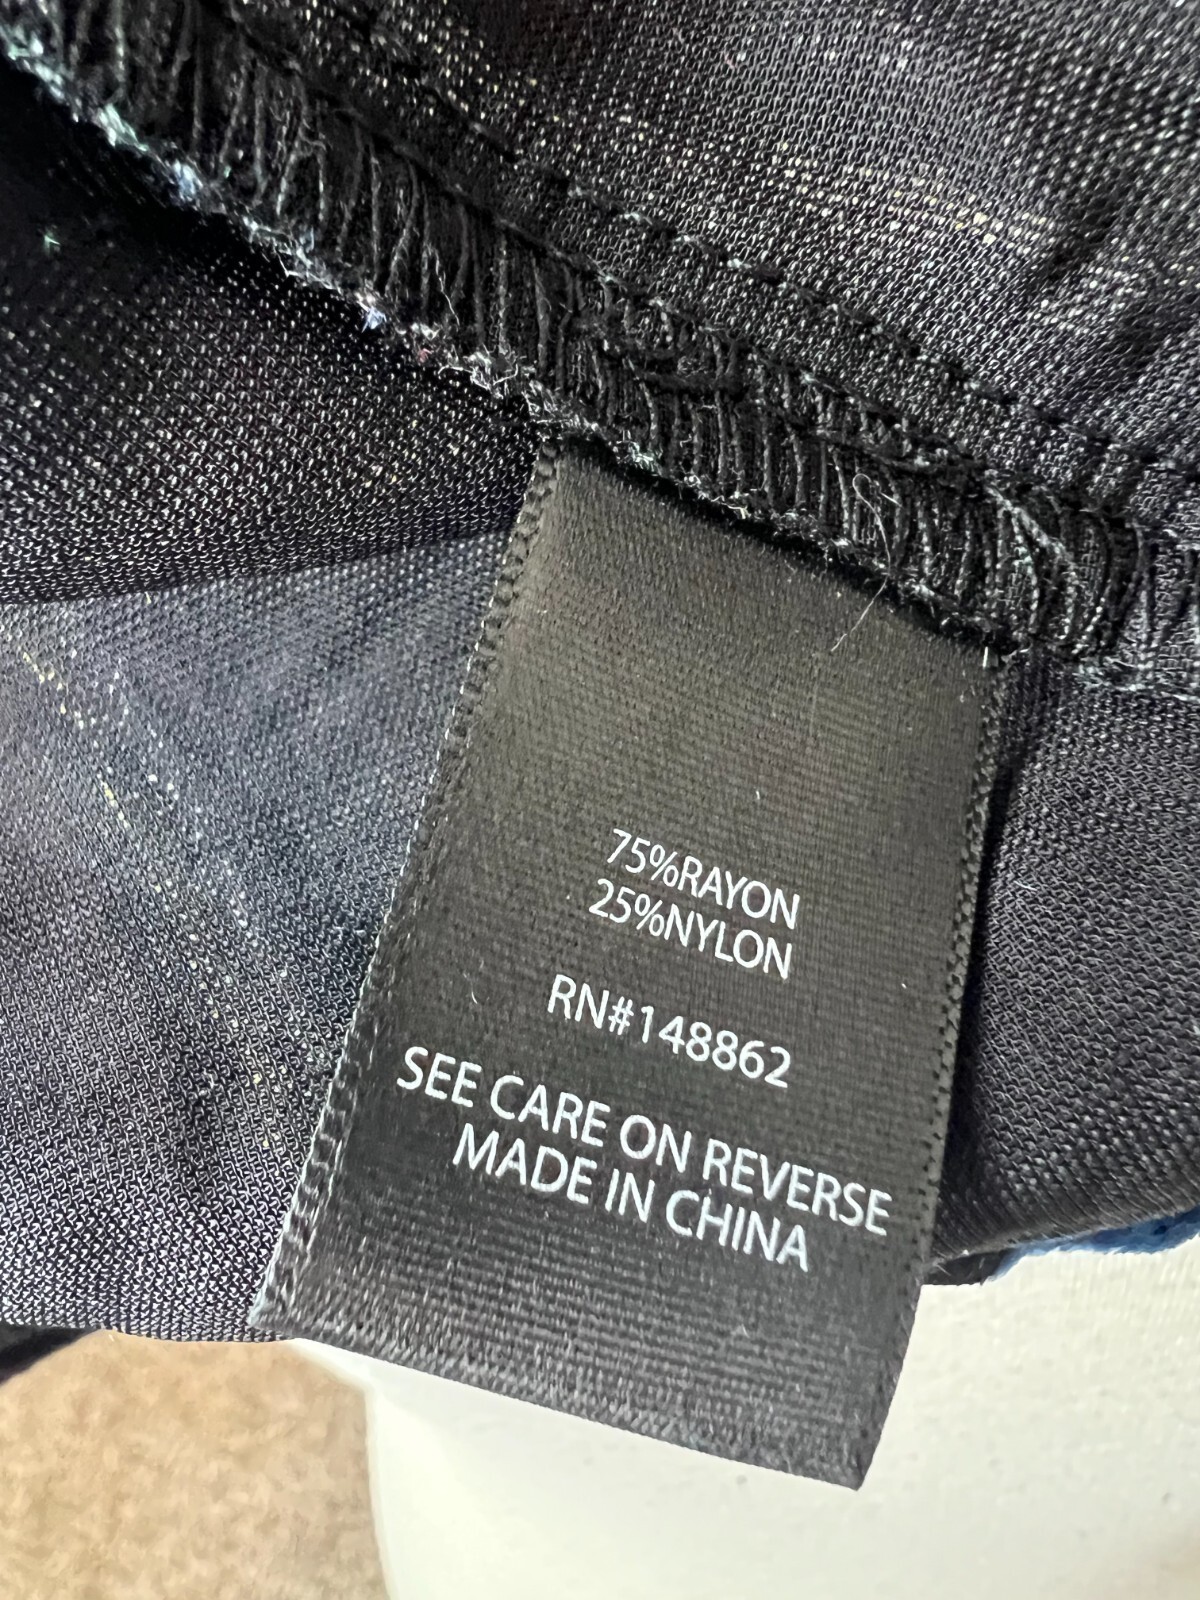 75%RAYON
25%NYLON
RN#148862
SEE CARE ON REVERSE
MADE IN CHINA